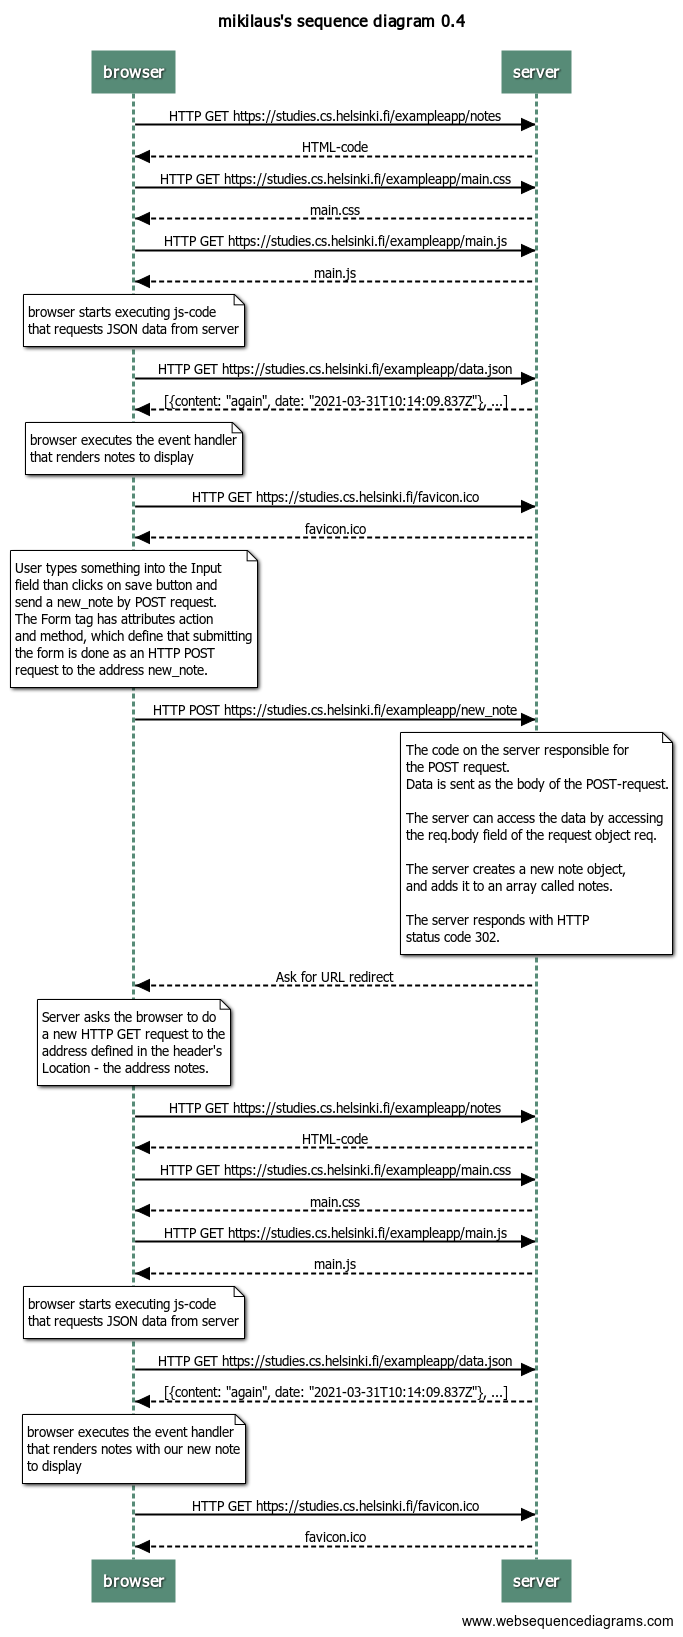 mikilaus's sequence diagram 0.4
browser
server
HTTP GET https://studies.cs.helsinki.fi/exampleapp/notes
HTML-code
HTTP GET https://studies.cs.helsinki.fi/exampleapp/main.css
main.css
HTTP GET https://studies.cs.helsinki.fi/exampleapp/main.js
main.js
browser starts executing js-code
that requests JSON data from server
HTTP GET https://studies.cs.helsinki.fi/exampleapp/data.json
[{content: "again", date: "2021-03-31T10:14:09.837Z"}, ...]
browser executes the event handler
that renders notes to display
HTTP GET https://studies.cs.helsinki.fi/favicon.ico
favicon.ico
User types something into the Input
field than clicks on save button and
send a new_note by POST request.
The Form tag has attributes action
and method, which define that submitting
the form is done as an HTTP POST
request to the address new_note.
HTTP POST https://studies.cs.helsinki.fi/exampleapp/new_note
The code on the server responsible for
the POST request.
Data is sent as the body of the POST-request.
The server can access the data by accessing
the req.body field of the request object req.
The server creates a new note object,
and adds it to an array called notes.
The server responds with HTTP
status code 302.
Ask for URL redirect
Server asks the browser to do
a new HTTP GET request to the
address defined in the header's
Location - the address notes.
HTTP GET https://studies.cs.helsinki.fi/exampleapp/notes
HTML-code
HTTP GET https://studies.cs.helsinki.fi/exampleapp/main.css
main.css
HTTP GET https://studies.cs.helsinki.fi/exampleapp/main.js
main.js
browser starts executing js-code
that requests JSON data from server
HTTP GET https://studies.cs.helsinki.fi/exampleapp/data.json
[{content: "again", date: "2021-03-31T10:14:09.837Z"}, ...]
browser executes the event handler
that renders notes with our new note
to display
HTTP GET https://studies.cs.helsinki.fi/favicon.ico
favicon.ico
browser
server
www.websequencediagrams.com